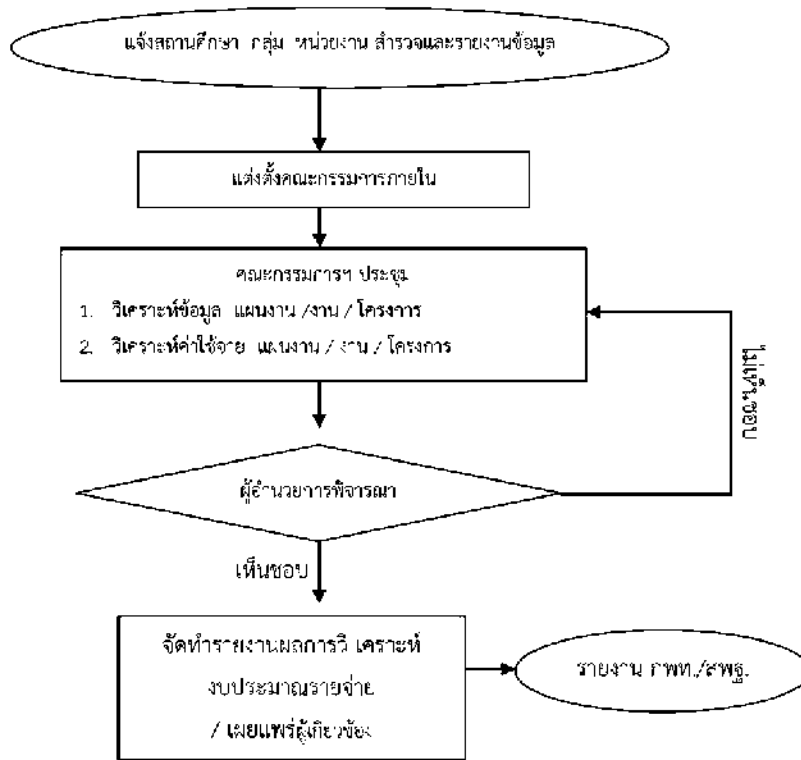 แจ้งสถานศึกษา กลุ่ม หน่วยงาน สำรวจและรายงานข้อมูล
แต่งตั้งคณะกรรมการภายใน
คณะกรรมการฯ ประชุม
1. วิเคราะห์ข้อมูล แผนงาน /งาน / โครงการ
2. วิเคราะห์ค่าใช้จ่าย แผนงาน / งาน / โครงการ
ไม่เห็นชอบ
ผู้อำนวยการพิจารณา
เห็นชอบ
จัดทำรายงานผลการวิ เคราะห์
งบประมาณรายจ่าย
/ เผยแพร่ผู้เกี่ยวข้อง
รายงาน กพท./สพฐ.